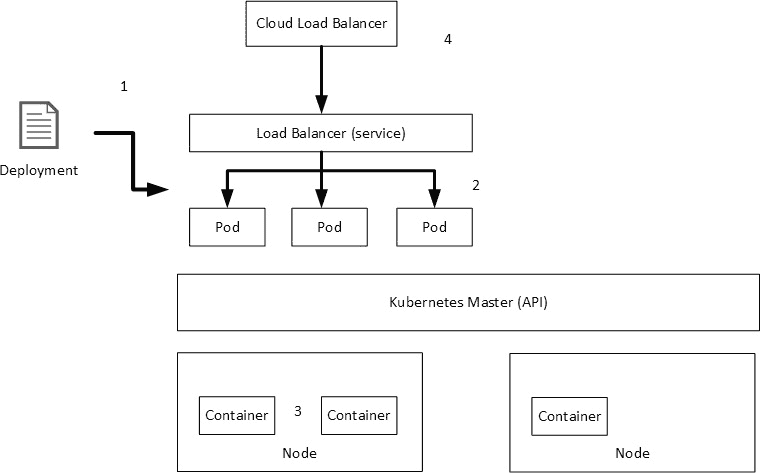 Cloud Load Balancer
4
1
Load Balancer (service)
Deployment
2
Pod Pod Pod
Kubernetes Master (API)
Container 3 Container
Node
Container
Node